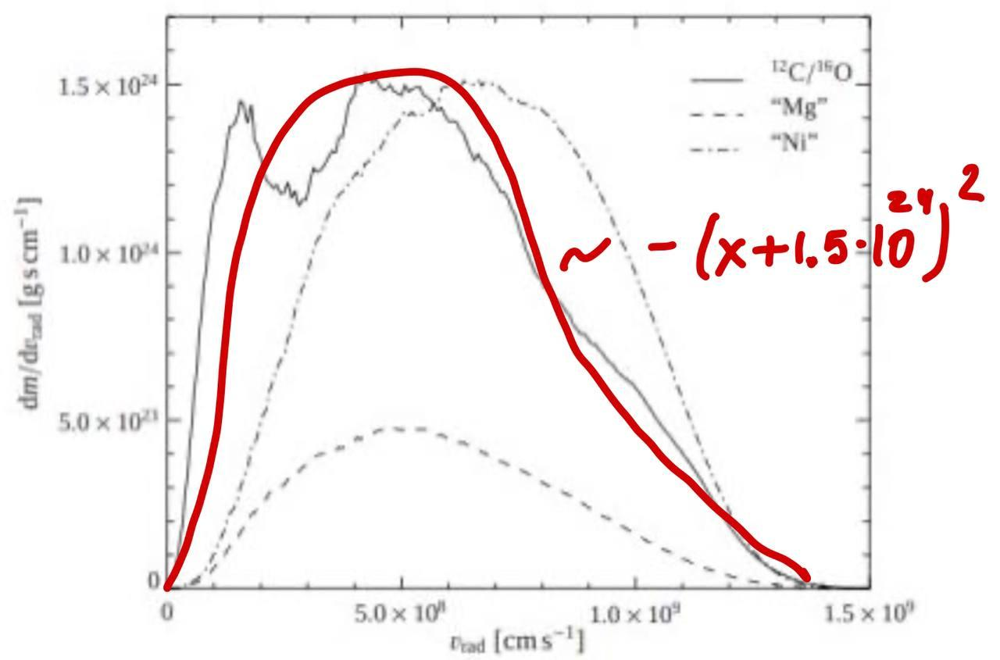 1.5 × 10²⁴
1.0 × 10²⁴
5.0 × 10²³
0
dm/dv_rad [g s cm⁻¹]
¹²C/¹⁶O
“Mg”
“Ni”
~ - (x+1.5·10²⁴)²
0
5.0 × 10⁸
1.0 × 10⁹
1.5 × 10⁹
v_rad [cm s⁻¹]